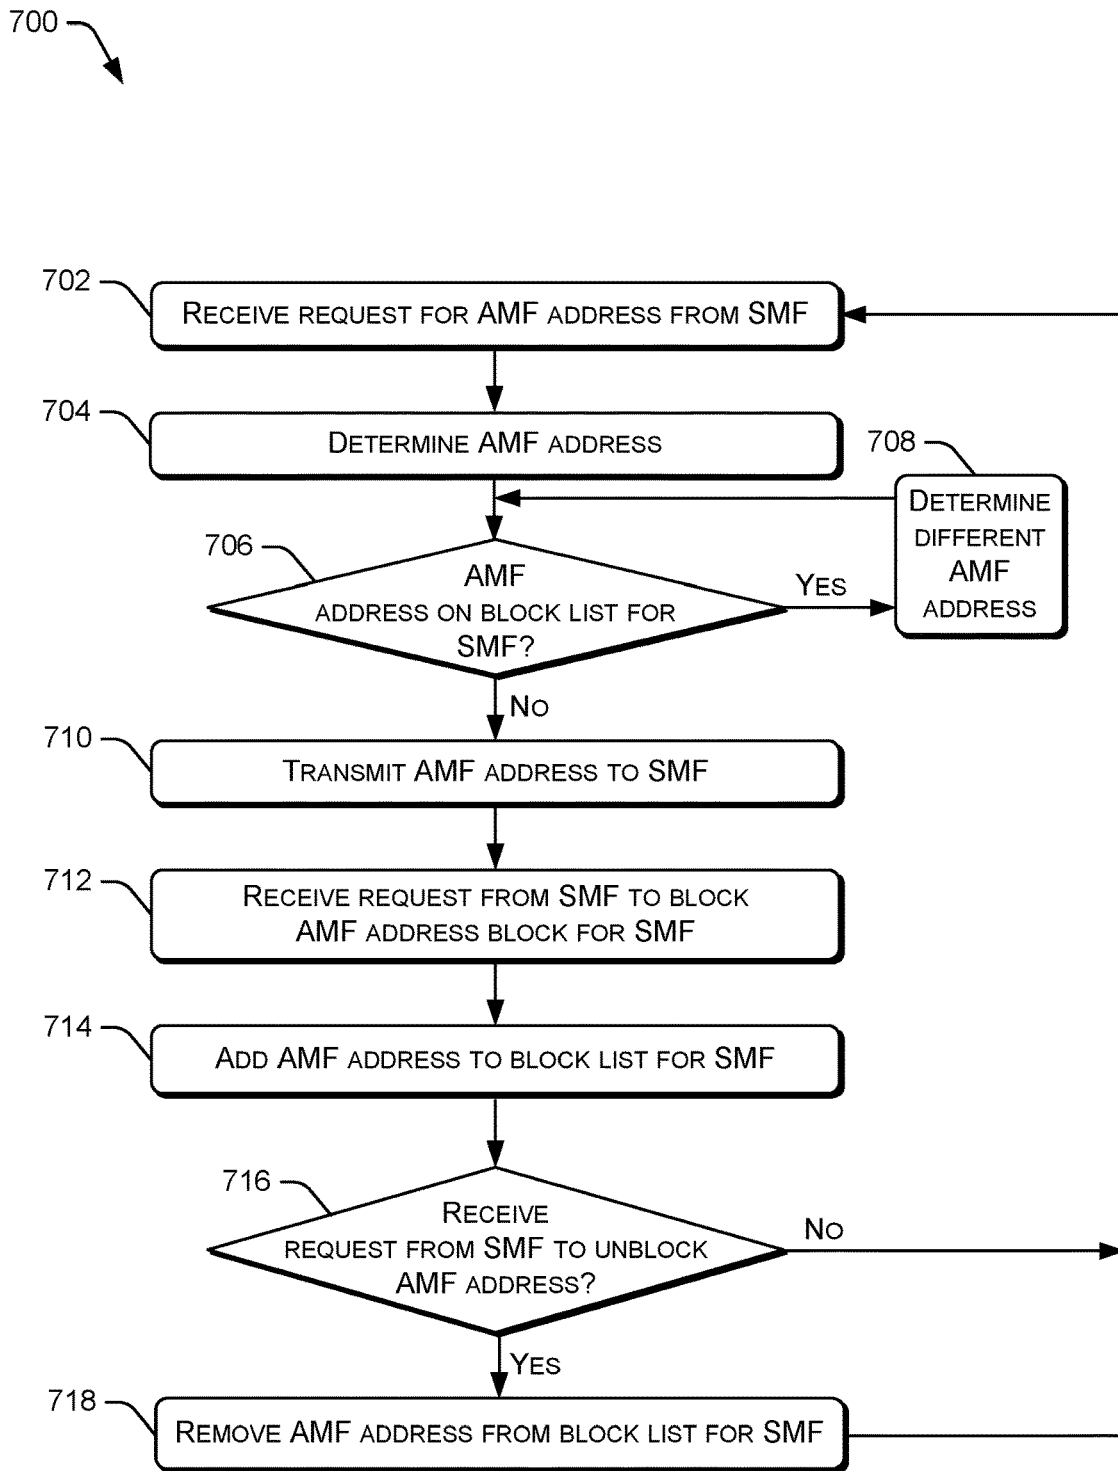 700
702
RECEIVE REQUEST FOR AMF ADDRESS FROM SMF
704
DETERMINE AMF ADDRESS
708
DETERMINE
DIFFERENT
AMF
ADDRESS
706
AMF
ADDRESS ON BLOCK LIST FOR
SMF?
YES
NO
710
TRANSMIT AMF ADDRESS TO SMF
712
RECEIVE REQUEST FROM SMF TO BLOCK
AMF ADDRESS BLOCK FOR SMF
714
ADD AMF ADDRESS TO BLOCK LIST FOR SMF
716
RECEIVE
REQUEST FROM SMF TO UNBLOCK
AMF ADDRESS?
NO
YES
718
REMOVE AMF ADDRESS FROM BLOCK LIST FOR SMF